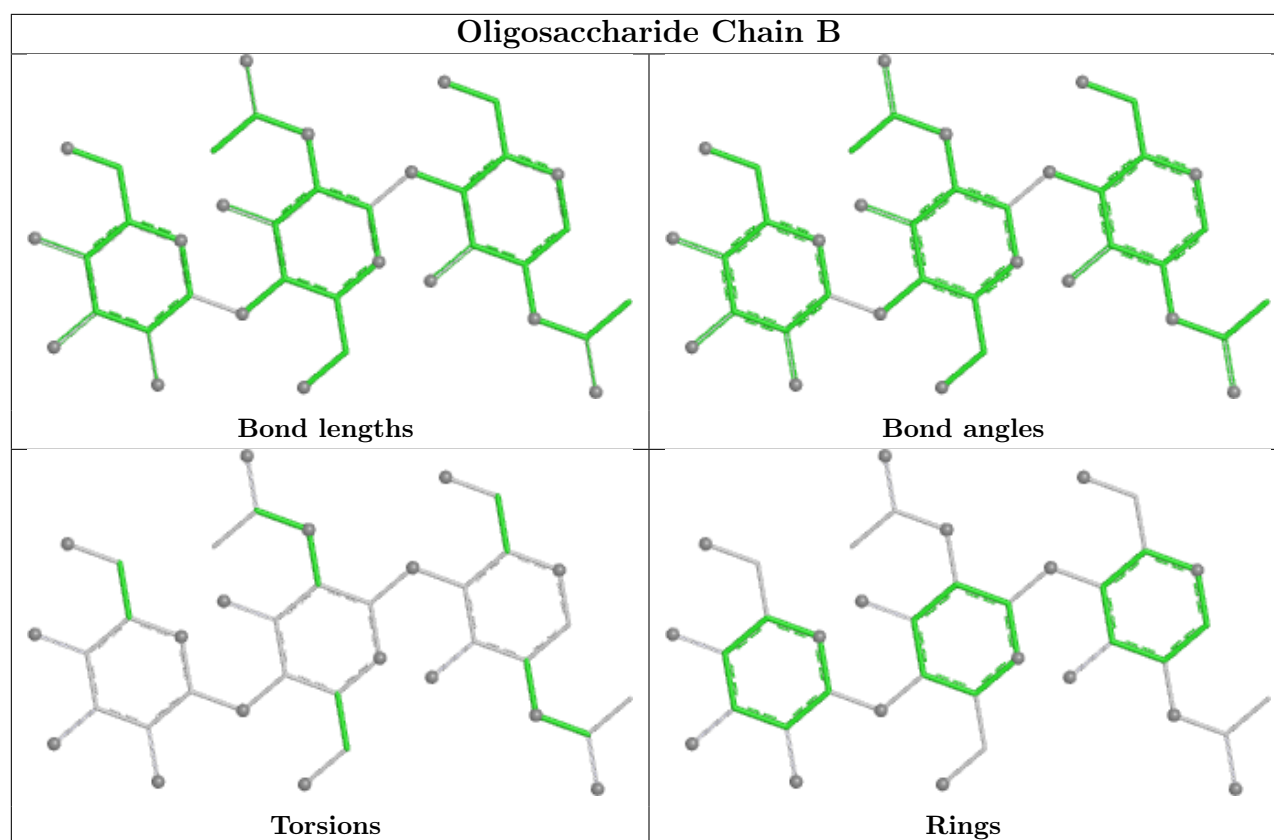 Oligosaccharide Chain B
Bond lengths
Bond angles
Torsions
Rings